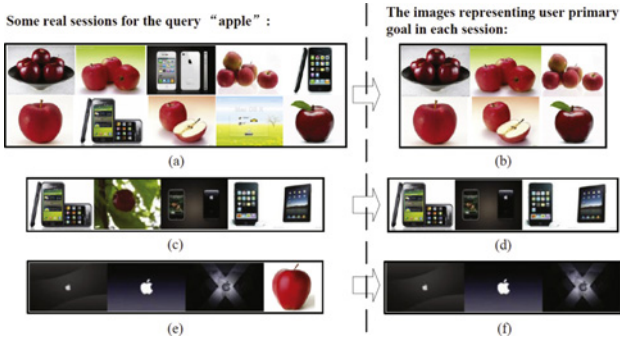 Some real sessions for the query “apple”:
The images representing user primary
goal in each session:
(a)
(b)
(c)
(d)
(e)
(f)